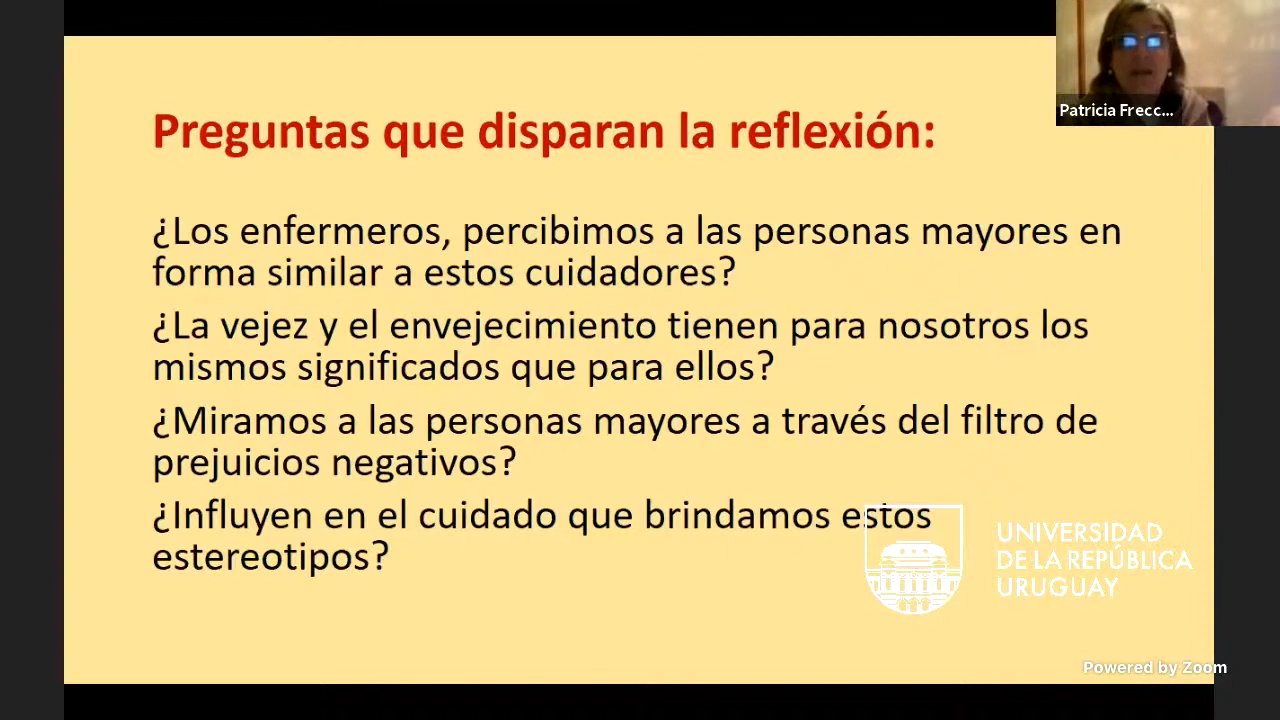 Patricia Frecc...
Preguntas que disparan la reflexión:
¿Los enfermeros, percibimos a las personas mayores en
forma similar a estos cuidadores?
¿La vejez y el envejecimiento tienen para nosotros los
mismos significados que para ellos?
¿Miramos a las personas mayores a través del filtro de
prejuicios negativos?
¿Influyen en el cuidado que brindamos estos
estereotipos?
UNIVERSIDAD
DE LA REPÚBLICA
URUGUAY
Powered by Zoom